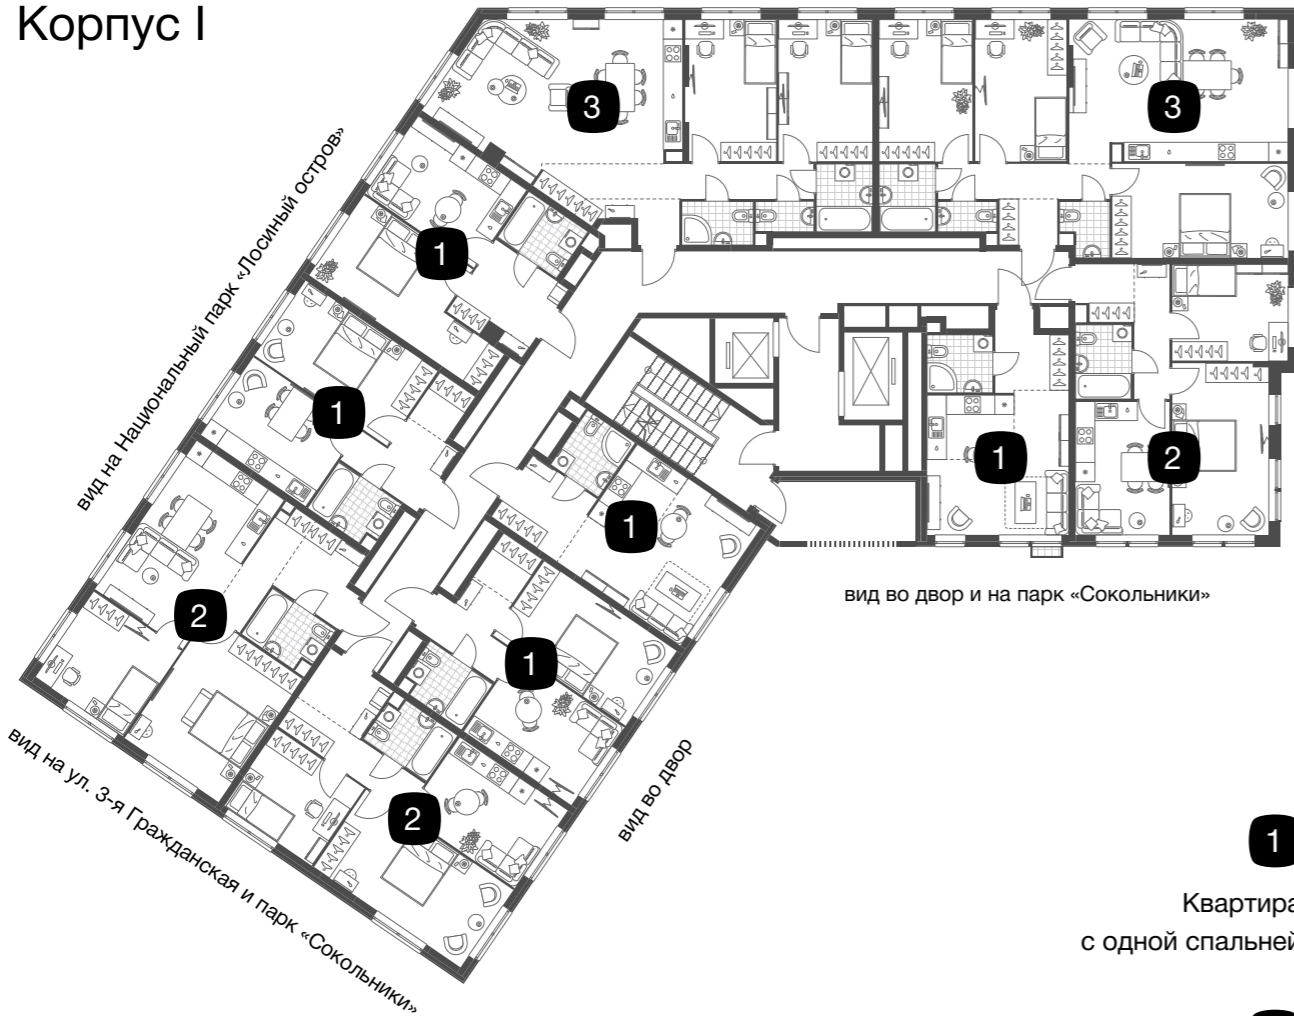 Корпус I
3
3
вид на Национальный парк «Лосиный остров»
1
1
1
2
1
вид во двор и на парк «Сокольники»
2
1
вид во двор
2
вид на ул. 3-я Гражданская и парк «Сокольники»
1
Квартира
с одной спальней